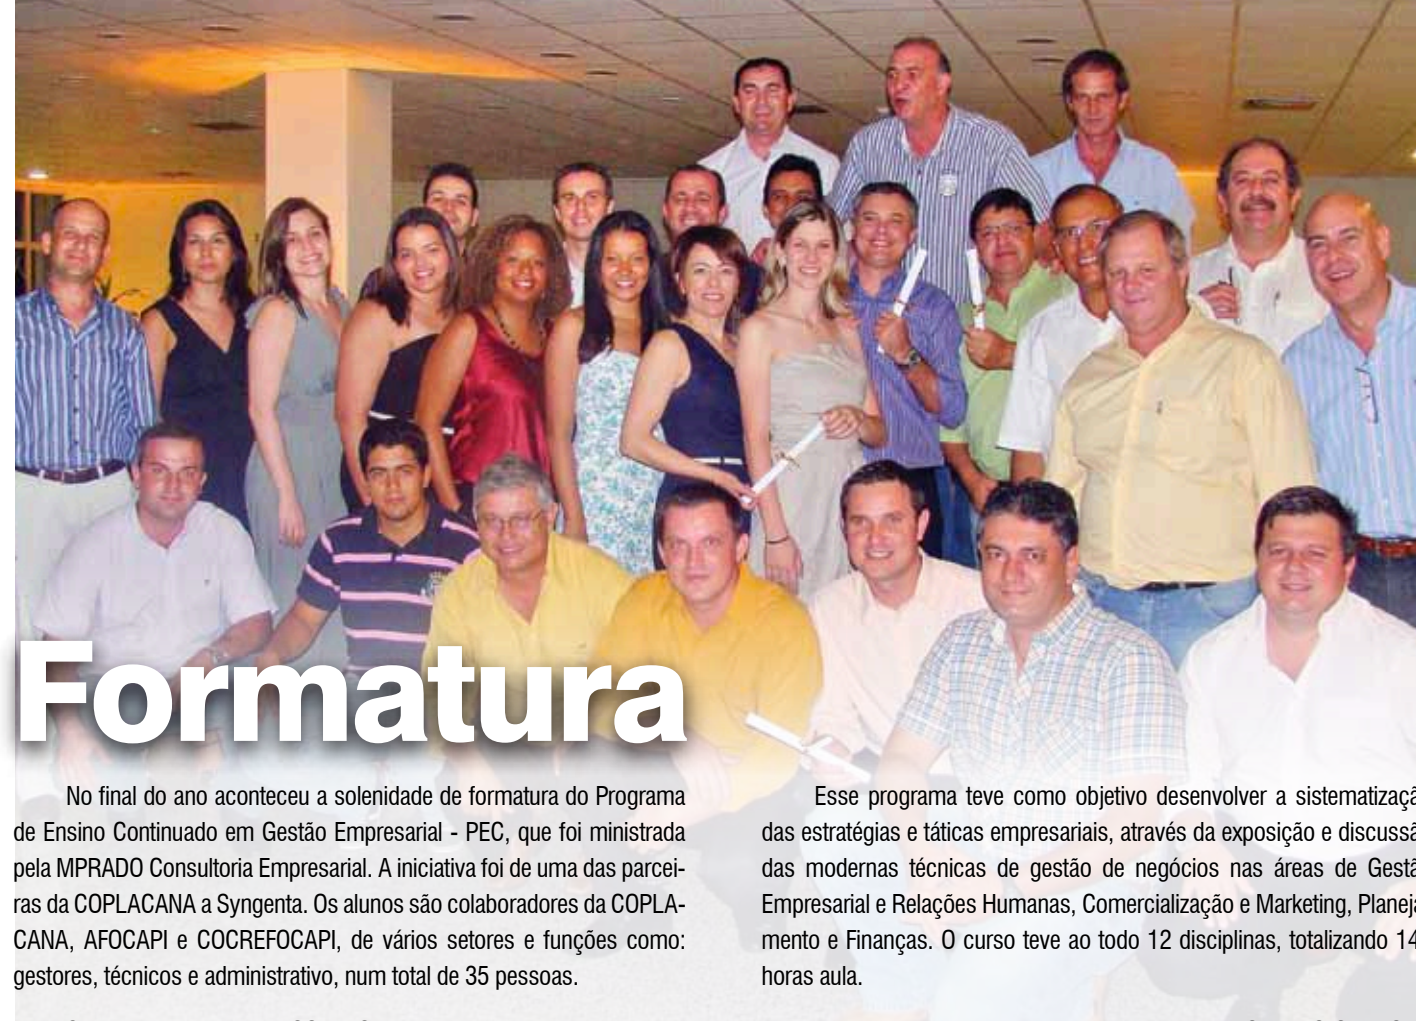 Formatura
No final do ano aconteceu a solenidade de formatura do Programa
de Ensino Continuado em Gestão Empresarial - PEC, que foi ministrada
pela MPRADO Consultoria Empresarial. A iniciativa foi de uma das parcei-
ras da COPLACANA a Syngenta. Os alunos são colaboradores da COPLA-
CANA, AFOCAPI e COCREFOCAPI, de vários setores e funções como:
gestores, técnicos e administrativo, num total de 35 pessoas.
Esse programa teve como objetivo desenvolver a
das estratégias e táticas empresariais, através da exposição e
das modernas técnicas de gestão de negócios nas áreas de
Empresarial e Relações Humanas, Comercialização e Marketing,
mento e Finanças. O curso teve ao todo 12 disciplinas, totalizando
horas aula.